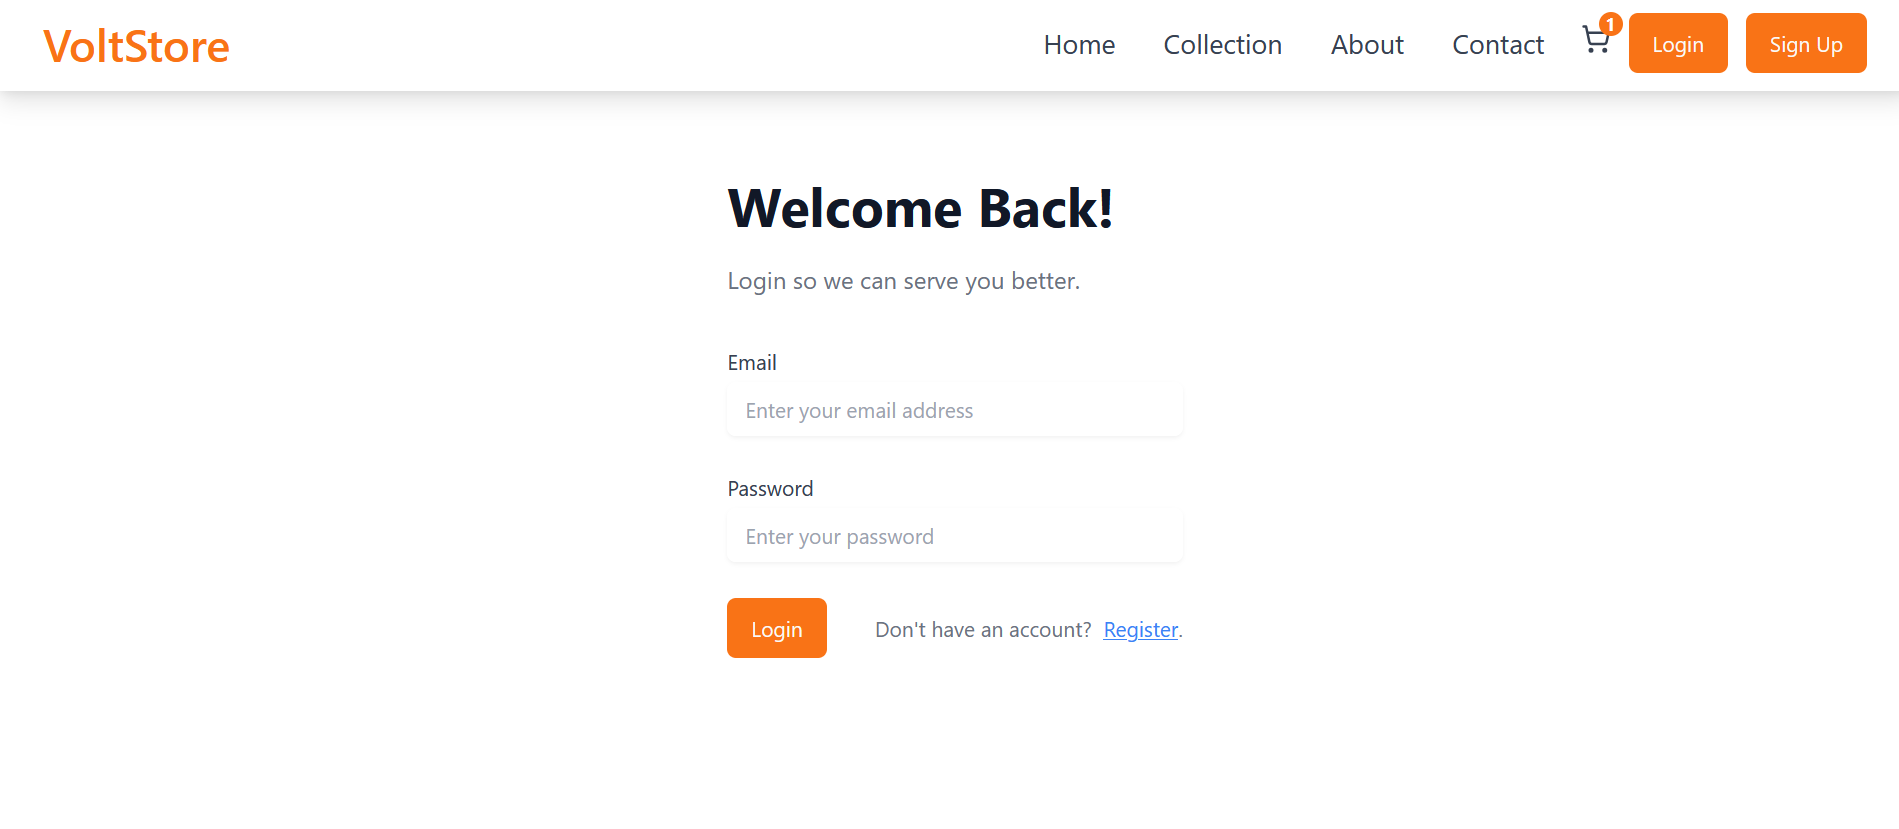 VoltStore
Home Collection About Contact 1 Login Sign Up
Welcome Back!
Login so we can serve you better.
Email
Enter your email address
Password
Enter your password
Login Don't have an account? Register.